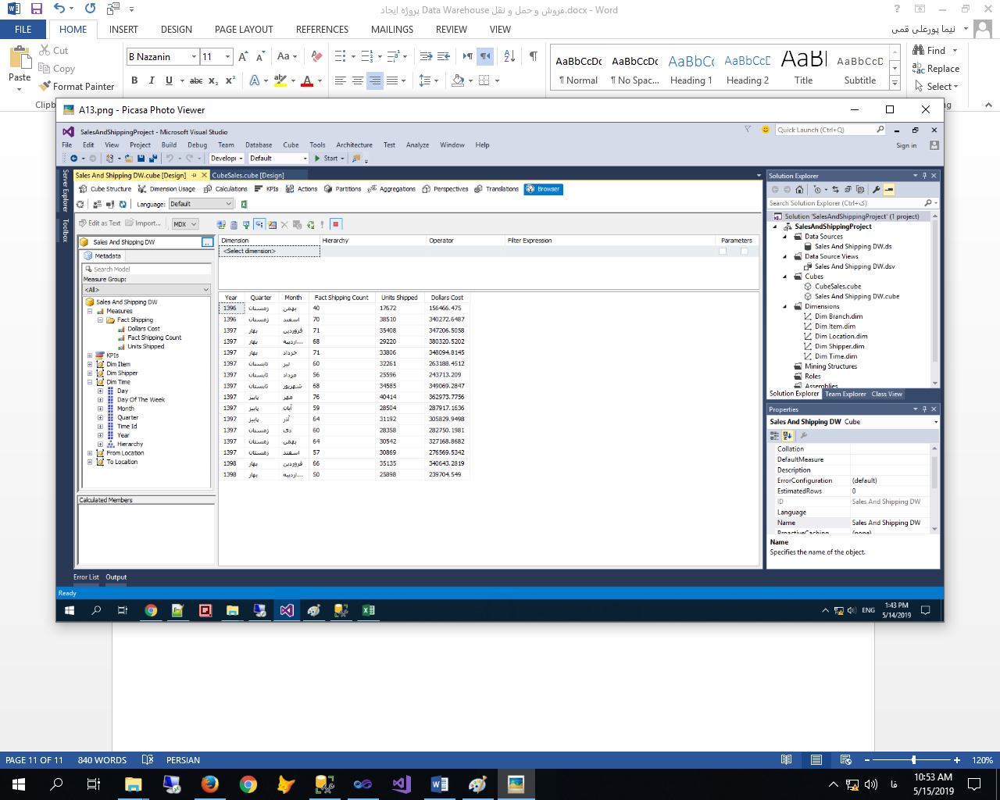 پروژه ایجاد Data Warehouse فروش و حمل و نقل.docx - Word
FILE HOME INSERT DESIGN PAGE LAYOUT REFERENCES MAILINGS REVIEW VIEW نیما پورعلی قمی
Paste Cut Copy Format Painter
B Nazanin 11
AaBbCcDc ¶ Normal
AaBbCcDc ¶ No Spac...
AaBbCc Heading 1
AaBbCcD Heading 2
AaBl Title
AaBbCcD Subtitle
Find Replace Select
A13.png - Picasa Photo Viewer
SalesAndShippingProject - Microsoft Visual Studio
Quick Launch (Ctrl+Q)
File Edit View Project Build Debug Team Database Cube Tools Architecture Test Analyze Window Help Sign in
Developi Default Start
Server Explorer
Toolbox
Sales And Shipping DW.cube [Design] CubeSales.cube [Design]
Cube Structure Dimension Usage Calculations KPIs Actions Partitions Aggregations Perspectives Translations Browser
Language: Default
Edit as Text Import... MDX
Sales And Shipping DW ...
Metadata
Search Model
Measure Group:
<All>
Sales And Shipping DW
Measures
Fact Shipping
Dollars Cost
Fact Shipping Count
Units Shipped
KPIs
Dim Item
Dim Shipper
Dim Time
Day
Day Of The Week
Month
Quarter
Time Id
Year
Hierarchy
From Location
To Location
Calculated Members
Dimension Hierarchy Operator Filter Expression Parameters
<Select dimension>
Year Quarter Month Fact Shipping Count Units Shipped Dollars Cost
1396 زمستان بهمن 40 17672 156466.475
1396 زمستان اسفند 70 38510 340272.6487
1397 بهار فروردین 71 35408 347206.5058
1397 بهار اردیبه... 68 29220 380320.5202
1397 بهار خرداد 71 33806 348094.8145
1397 تابستان تیر 60 32261 263188.4512
1397 تابستان مرداد 56 25596 243713.209
1397 تابستان شهریور 68 34585 349069.2847
1397 پاییز مهر 76 40414 362973.7756
1397 پاییز آبان 59 28504 287917.1636
1397 پاییز آذر 64 31192 305829.9498
1397 زمستان دی 60 28358 282750.1981
1397 زمستان بهمن 64 30542 327168.8682
1397 زمستان اسفند 57 30869 276569.5342
1398 بهار فروردین 66 35135 340643.2819
1398 بهار اردیبه... 50 25898 239704.549
Solution Explorer
Search Solution Explorer (Ctrl+ک)
Solution 'SalesAndShippingProject' (1 project)
SalesAndShippingProject
Data Sources
Sales And Shipping DW.ds
Data Source Views
Sales And Shipping DW.dsv
Cubes
CubeSales.cube
Sales And Shipping DW.cube
Dimensions
Dim Branch.dim
Dim Item.dim
Dim Location.dim
Dim Shipper.dim
Dim Time.dim
Mining Structures
Roles
Assemblies
Solution Explorer Team Explorer Class View
Properties
Sales And Shipping DW Cube
Collation
DefaultMeasure
Description
ErrorConfiguration (default)
EstimatedRows 0
ID Sales And Shipping DW
Language
Name Sales And Shipping DW
ProactiveCaching (none)
Name
Specifies the name of the object.
Error List Output
Ready
ENG 1:43 PM
5/14/2019
PAGE 11 OF 11 840 WORDS PERSIAN 120%
فا 10:53 AM
5/15/2019